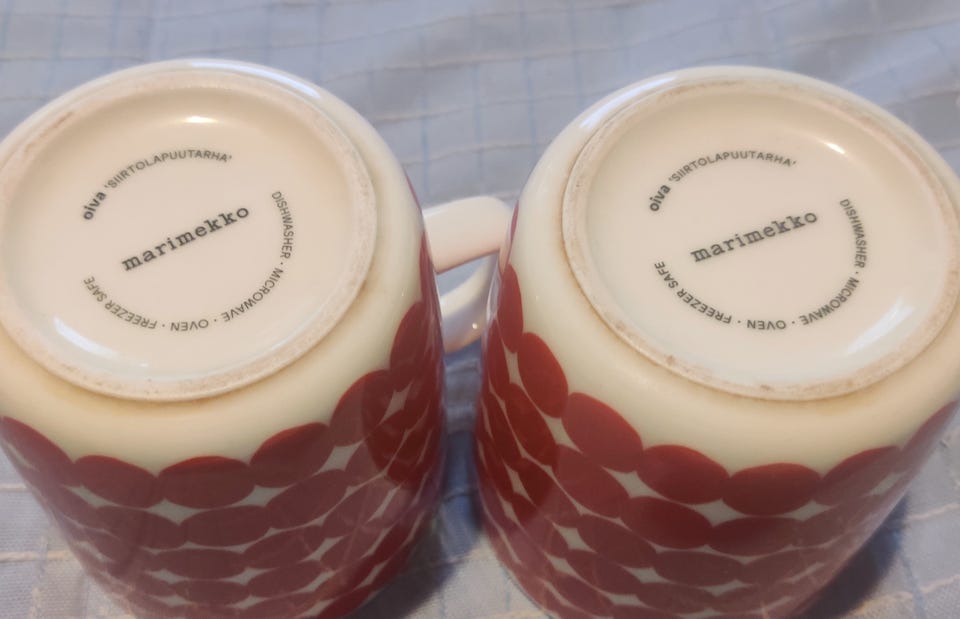 oiva 'SIIRTOLAPUUTARHA'
marimekko
DISHWASHER · MICROWAVE · OVEN · FREEZER SAFE
oiva 'SIIRTOLAPUUTARHA'
marimekko
DISHWASHER · MICROWAVE · OVEN · FREEZER SAFE